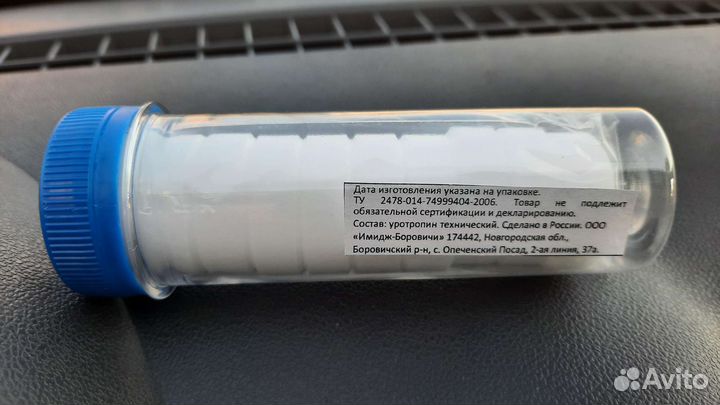 Дата изготовления указана на упаковке.
ТУ 2478-014-74999404-2006. Товар не подлежит
обязательной сертификации и декларированию.
Состав: уротропин технический. Сделано в России. ООО
«Имидж-Боровичи» 174442, Новгородская обл.,
Боровичский р-н, с. Опеченский Посад, 2-ая линия, 37а.
Avito